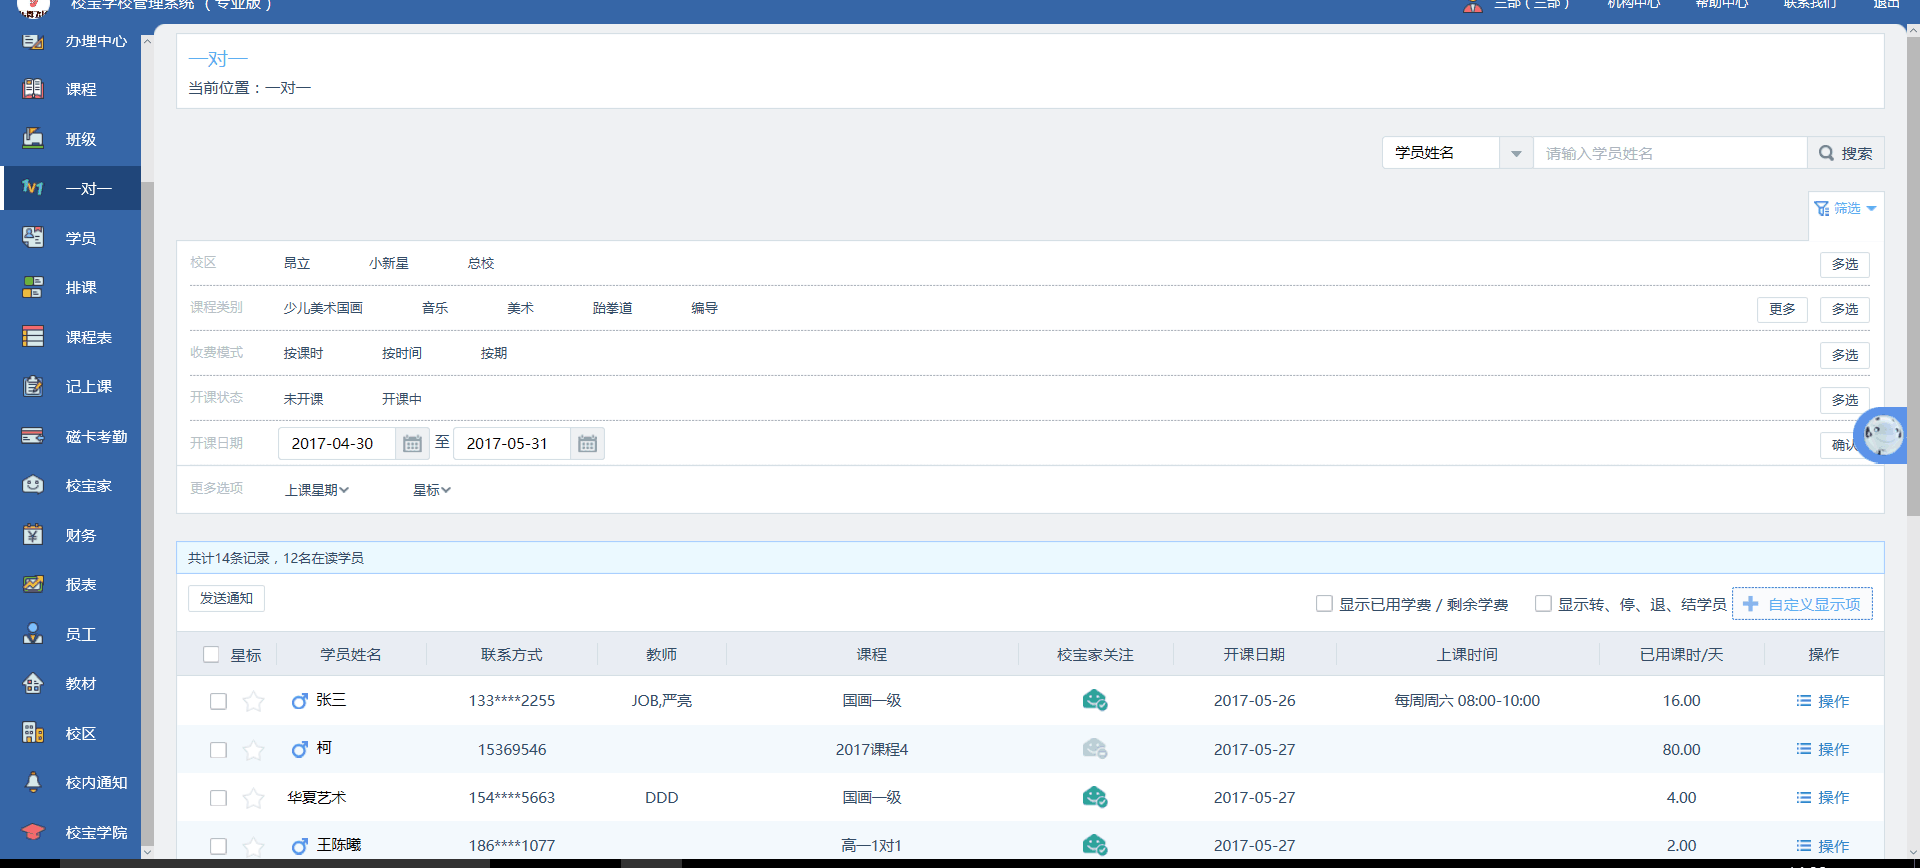 校宝学校管理系统（专业版）
三部（三部） 机构中心 帮助中心 联系我们 退出
办理中心
课程
班级
1v1 一对一
学员
排课
课程表
记上课
磁卡考勤
校宝家
财务
报表
员工
教材
校区
校内通知
校宝学院
一对一
当前位置：一对一
学员姓名 请输入学员姓名 搜索
筛选
校区 昂立 小新星 总校 多选
课程类别 少儿美术国画 音乐 美术 跆拳道 编导 更多 多选
收费模式 按课时 按时间 按期 多选
开课状态 未开课 开课中 多选
开课日期 2017-04-30 至 2017-05-31 确认
更多选项 上课星期 星标
共计14条记录，12名在读学员
发送通知 显示已用学费 / 剩余学费 显示转、停、退、结学员 自定义显示项
星标 学员姓名 联系方式 教师 课程 校宝家关注 开课日期 上课时间 已用课时/天 操作
张三 133****2255 JOB,严亮 国画一级 2017-05-26 每周周六 08:00-10:00 16.00 操作
柯 15369546 2017课程4 2017-05-27 80.00 操作
华夏艺术 154****5663 DDD 国画一级 2017-05-27 4.00 操作
王陈曦 186****1077 高一1对1 2017-05-27 2.00 操作